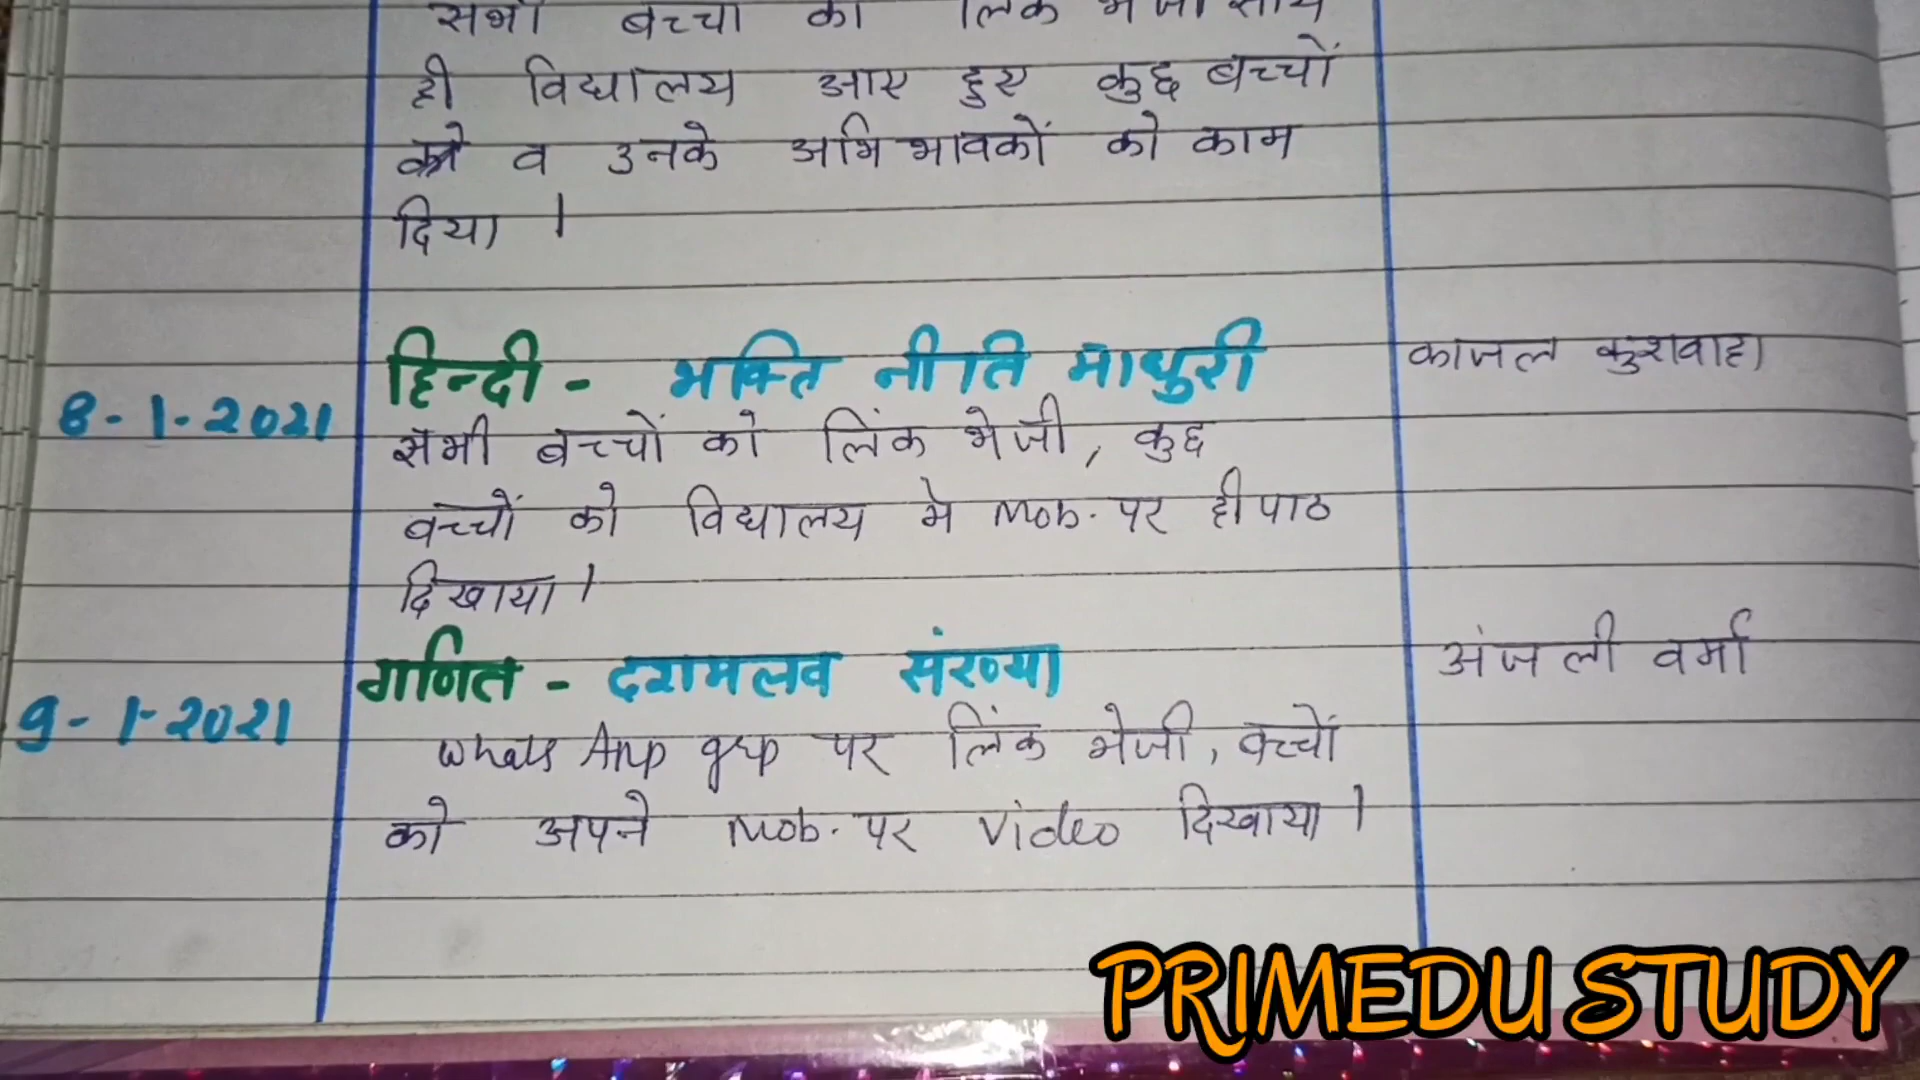 सभी बच्चों को लिंक भेजी साथ
ही विद्यालय आए हुए कुछ बच्चों
को व उनके अभिभावकों को काम
दिया ।
हिन्दी - भक्ति नीति माधुरी
काजल कुशवाहा
8-1-2021
सभी बच्चों को लिंक भेजी, कुछ
बच्चों को विद्यालय मे Mob. पर ही पाठ
दिखाया ।
गणित - दशमलव संख्या
अंजली वर्मा
9-1-2021
Whats App grp पर लिंक भेजी, बच्चों
को अपने Mob. पर Video दिखाया ।
PRIMEDU STUDY